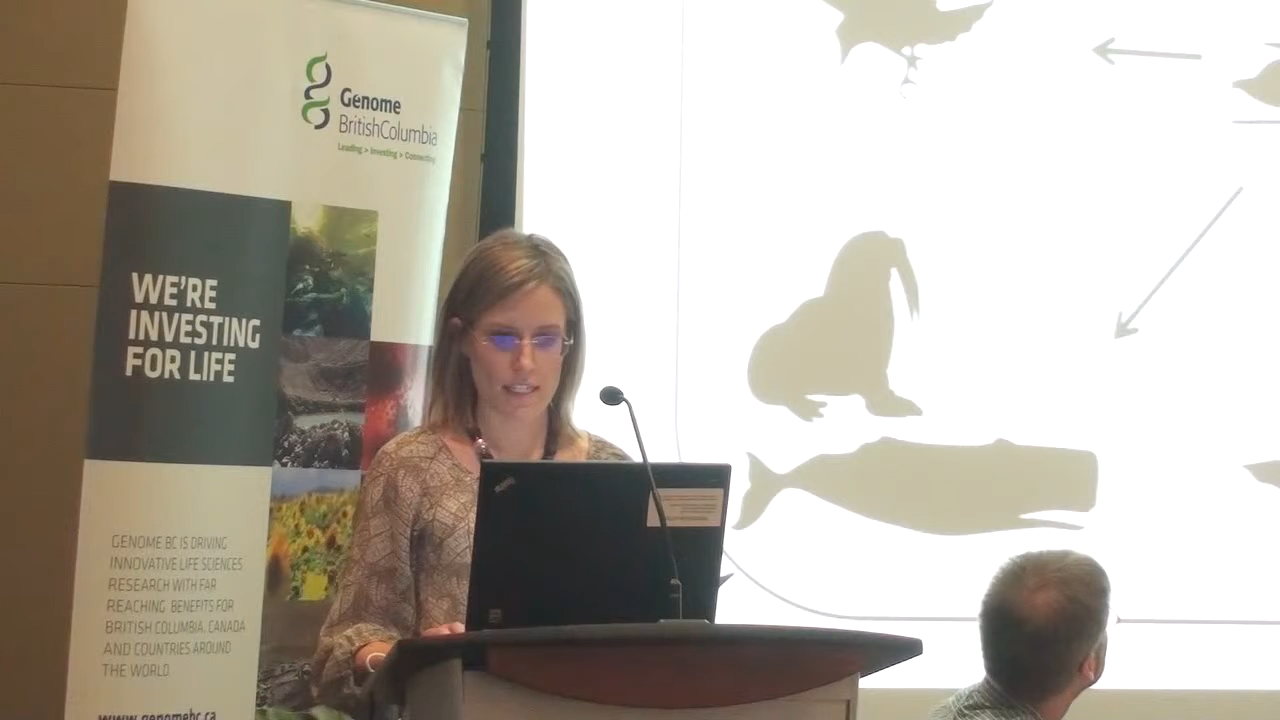 Genome
BritishColumbia
Leading > Investing > Connecting
WE'RE
INVESTING
FOR LIFE
GENOME BC IS DRIVING
INNOVATIVE LIFE SCIENCES
RESEARCH WITH FAR
REACHING BENEFITS FOR
BRITISH COLUMBIA, CANADA
AND COUNTRIES AROUND
THE WORLD.
www.genomebc.ca